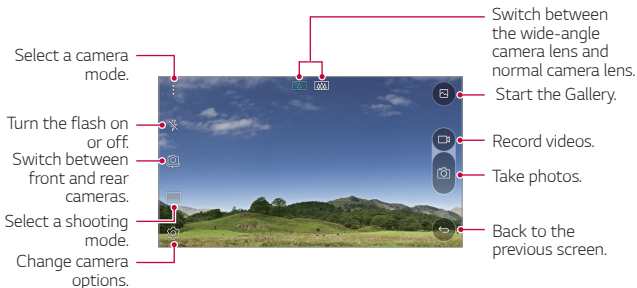 Select a camera
mode.
Turn the flash on
or off.
Switch between
front and rear
cameras.
Select a shooting
mode.
Change camera
options.
Switch between
the wide-angle
camera lens and
normal camera lens.
Start the Gallery.
Record videos.
Take photos.
Back to the
previous screen.